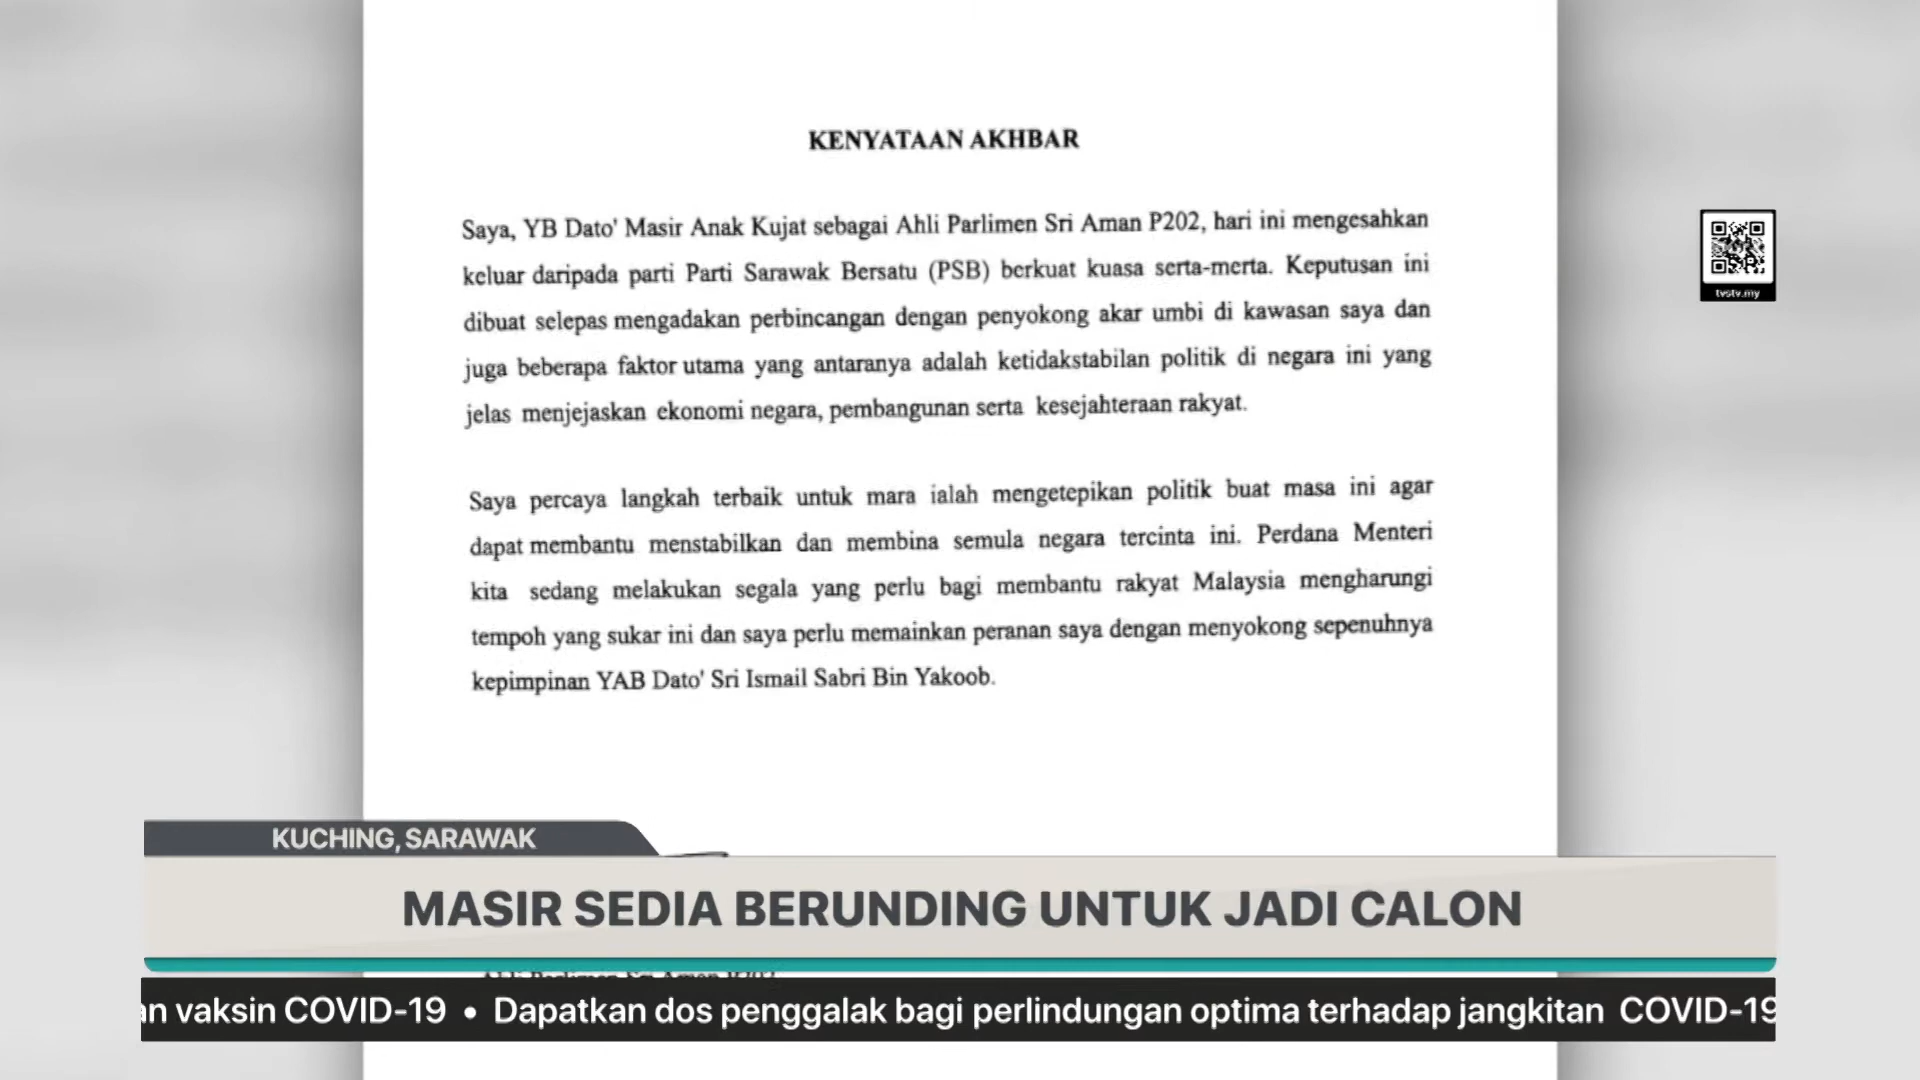 KENYATAAN AKHBAR
Saya, YB Dato' Masir Anak Kujat sebagai Ahli Parlimen Sri Aman P202, hari ini mengesahkan
keluar daripada parti Parti Sarawak Bersatu (PSB) berkuat kuasa serta-merta. Keputusan ini
dibuat selepas mengadakan perbincangan dengan penyokong akar umbi di kawasan saya dan
juga beberapa faktor utama yang antaranya adalah ketidakstabilan politik di negara ini yang
jelas menjejaskan ekonomi negara, pembangunan serta kesejahteraan rakyat.
Saya percaya langkah terbaik untuk mara ialah mengetepikan politik buat masa ini agar
dapat membantu menstabilkan dan membina semula negara tercinta ini. Perdana Menteri
kita sedang melakukan segala yang perlu bagi membantu rakyat Malaysia mengharungi
tempoh yang sukar ini dan saya perlu memainkan peranan saya dengan menyokong sepenuhnya
kepimpinan YAB Dato' Sri Ismail Sabri Bin Yakoob.
tvstv.my
KUCHING, SARAWAK
MASIR SEDIA BERUNDING UNTUK JADI CALON
an vaksin COVID-19 • Dapatkan dos penggalak bagi perlindungan optima terhadap jangkitan COVID-19